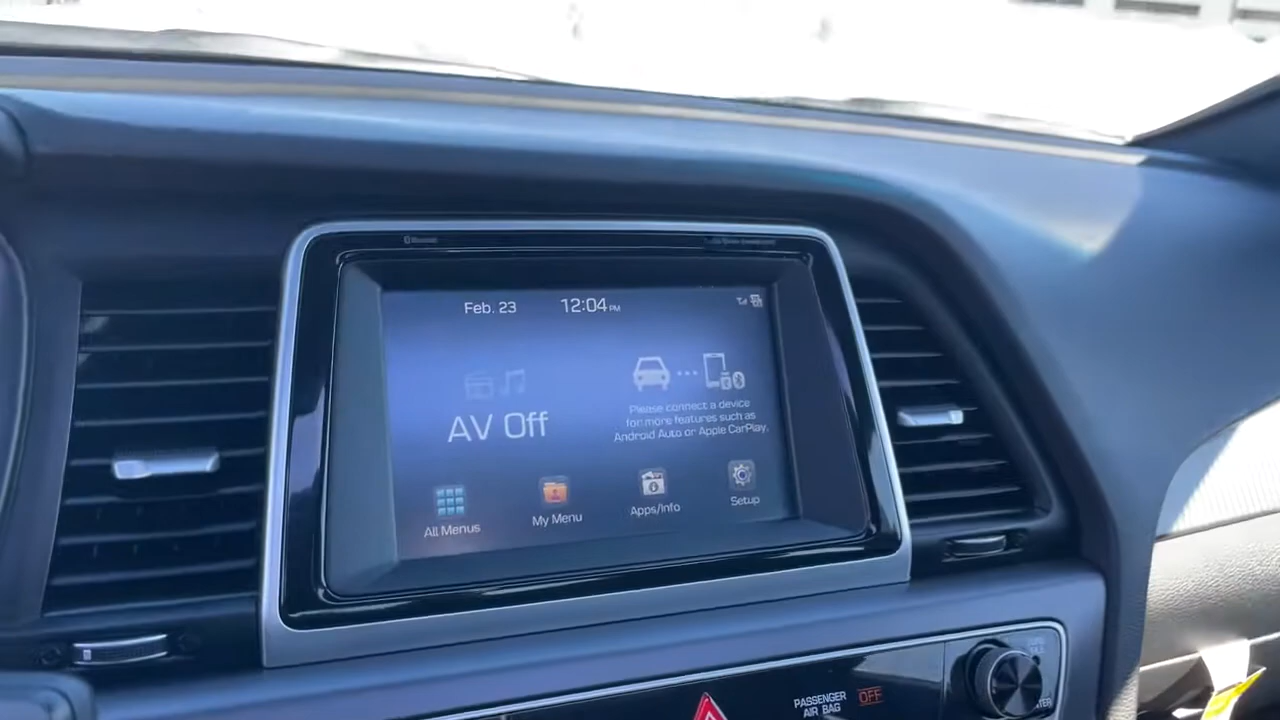 Bluetooth
Feb. 23 12:04 PM
AV Off
Please connect a device
for more features such as
Android Auto or Apple CarPlay.
All Menus
My Menu
Apps/Info
Setup
PASSENGER
AIR BAG
OFF